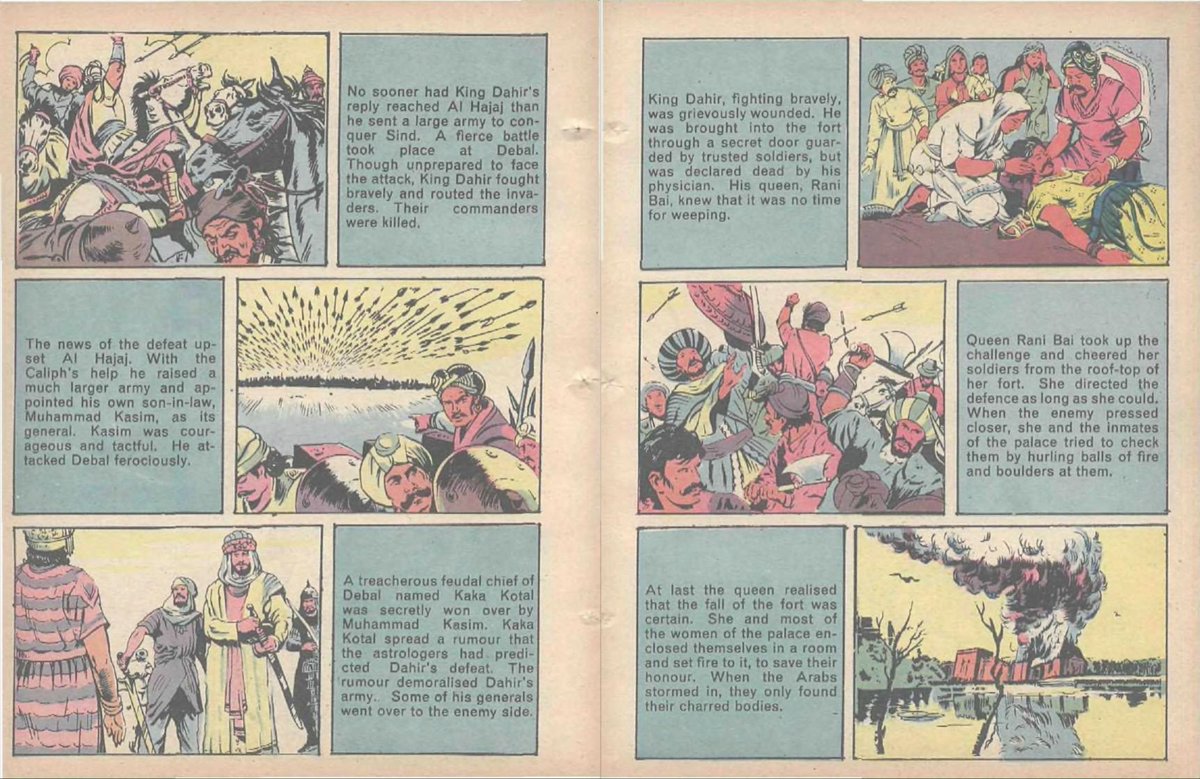 No sooner had King Dahir's
reply reached Al Hajaj than
he sent a large army to con-
quer Sind. A fierce battle
took place at Debal.
Though unprepared to face
the attack, King Dahir fought
bravely and routed the inva-
ders. Their commanders
were killed.
The news of the defeat up-
set Al Hajaj. With the
Caliph's help he raised a
much larger army and ap-
pointed his own son-in-law,
Muhammad Kasim, as its
general. Kasim was cour-
ageous and tactful. He at-
tacked Debal ferociously.
A treacherous feudal chief of
Debal named Kaka Kotal
was secretly won over by
Muhammad Kasim. Kaka
Kotal spread a rumour that
the astrologers had predi-
cted Dahir's defeat. The
rumour demoralised Dahir's
army. Some of his generals
went over to the enemy side.
King Dahir, fighting bravely,
was grievously wounded. He
was brought into the fort
through a secret door guar-
ded by trusted soldiers, but
was declared dead by his
physician. His queen, Rani
Bai, knew that it was no time
for weeping.
Queen Rani Bai took up the
challenge and cheered her
soldiers from the roof-top of
her fort. She directed the
defence as long as she could.
When the enemy pressed
closer, she and the inmates
of the palace tried to check
them by hurling balls of fire
and boulders at them.
At last the queen realised
that the fall of the fort was
certain. She and most of
the women of the palace en-
closed themselves in a room
and set fire to it, to save their
honour. When the Arabs
stormed in, they only found
their charred bodies.